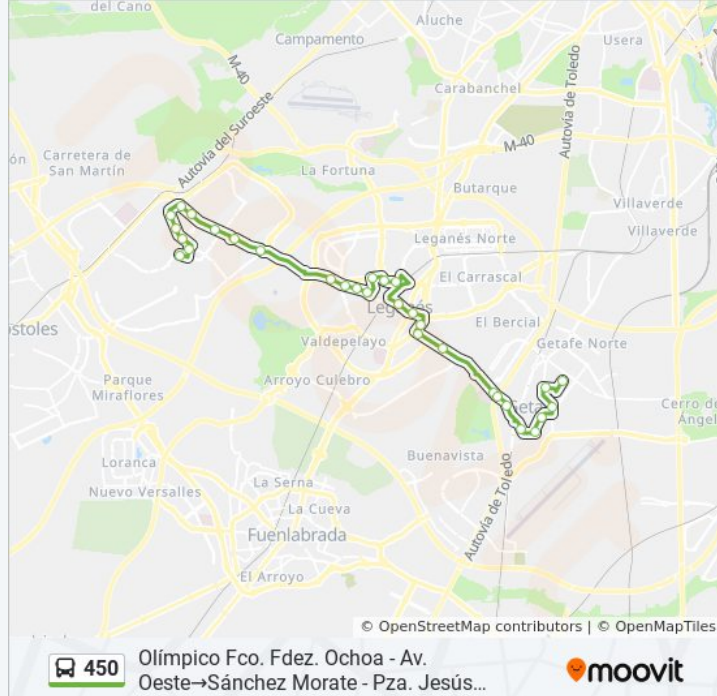 del Cano
Aluche
Usera
Campamento
M-40
Autovía de Toledo
Carabanchel
Autovía del Suroeste
M-40
Carretera de
San Martín
La Fortuna
Butarque
Villaverde
Villaverde
Leganés Norte
El Carrascal
Leganés
El Bercial
Valdepelayo
Getafe Norte
Parque
Miraflores
Arroyo Culebro
Cerro de
Ángel
Buenavista
Loranca
Nuevo Versalles
La Serna
La Cueva
Autovía de Toledo
Fuenlabrada
El Arroyo
© OpenStreetMap contributors | © OpenMapTiles
450
Olímpico Fco. Fdez. Ochoa - Av.
Oeste→Sánchez Morate - Pza. Jesús...
moovit